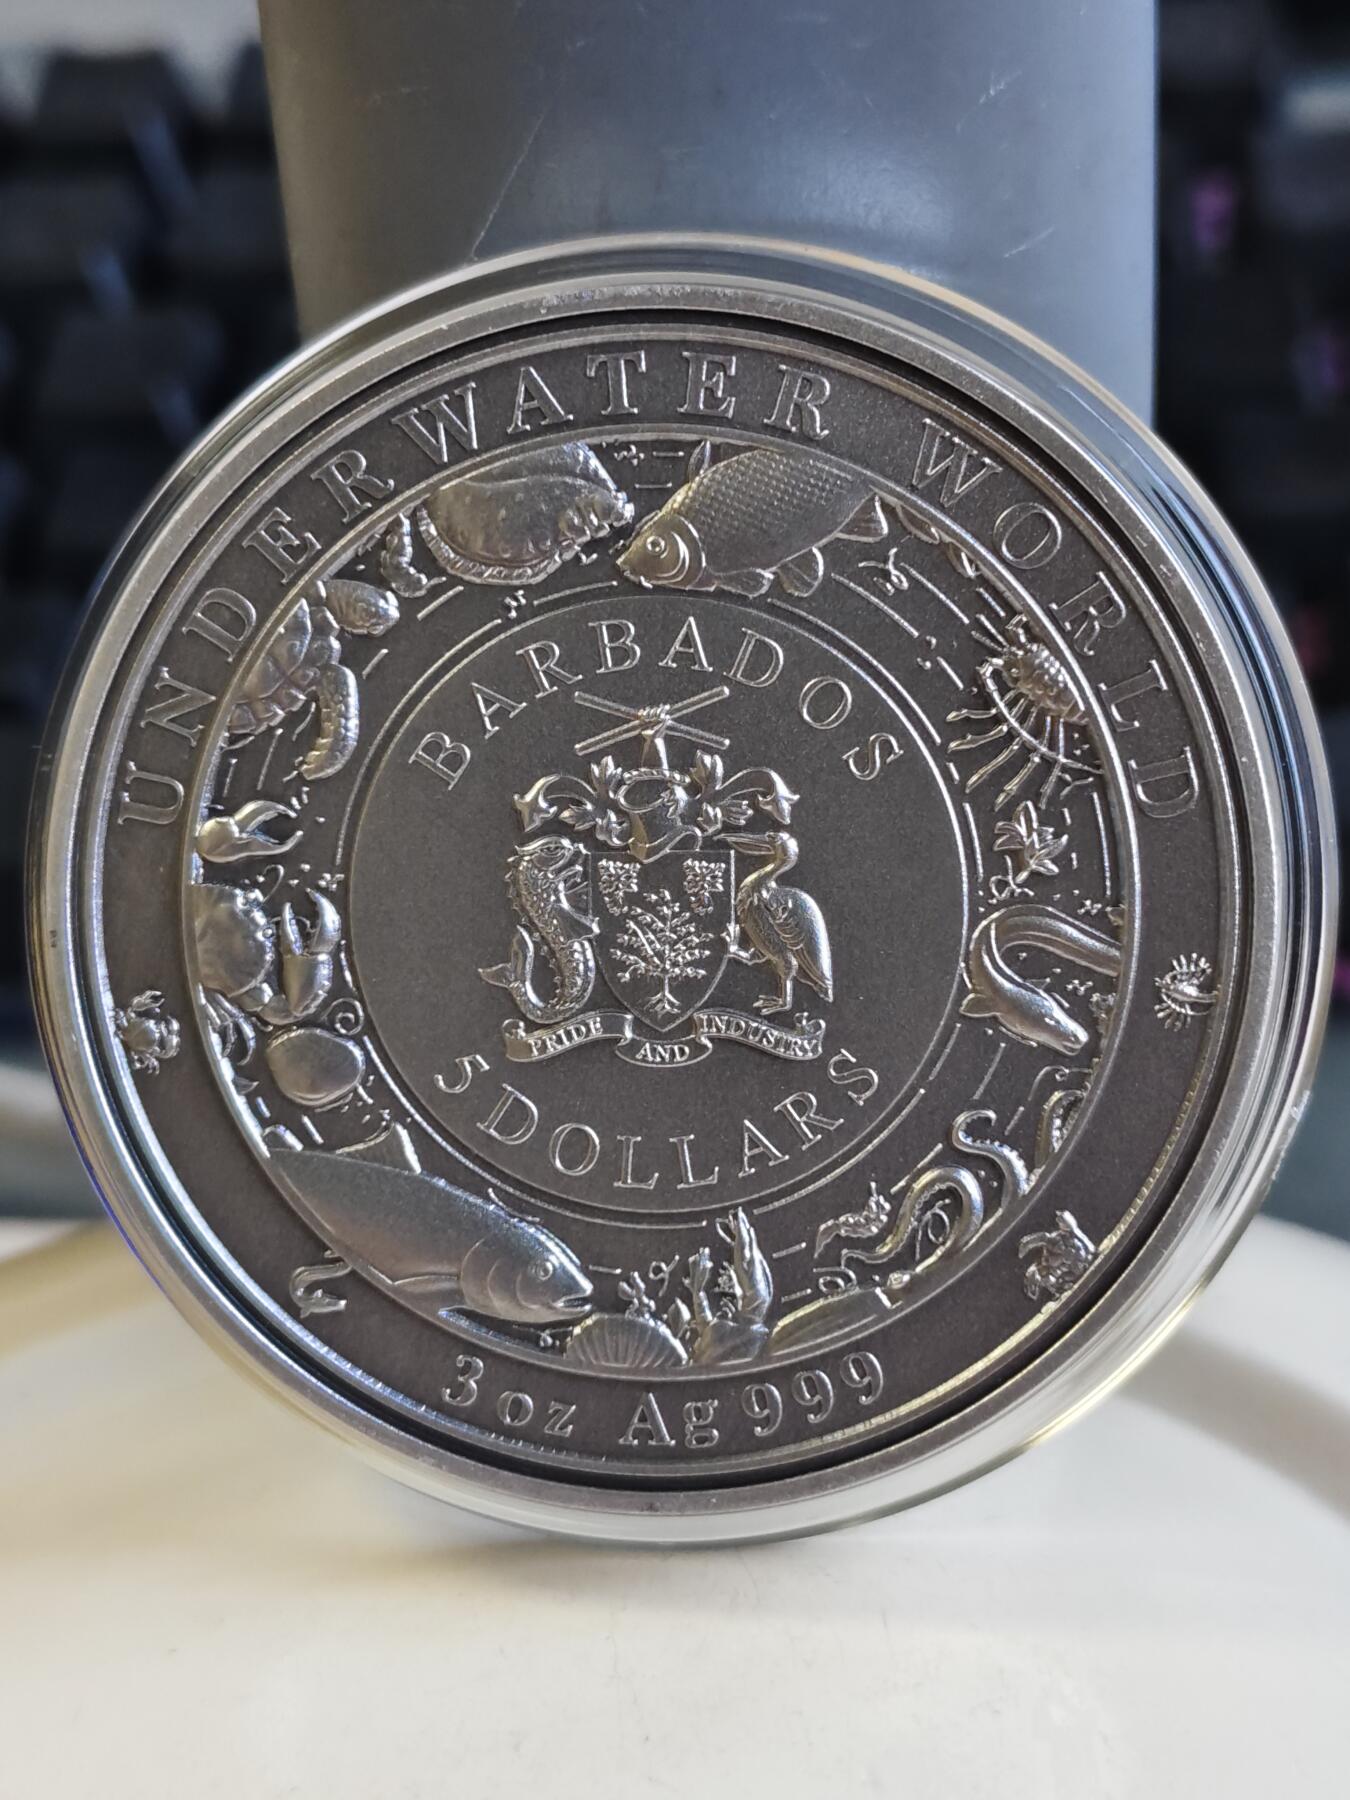 UNDERWATER WORLD
BARBADOS
PRIDE AND INDUSTRY
5 DOLLARS
3 oz Ag 999